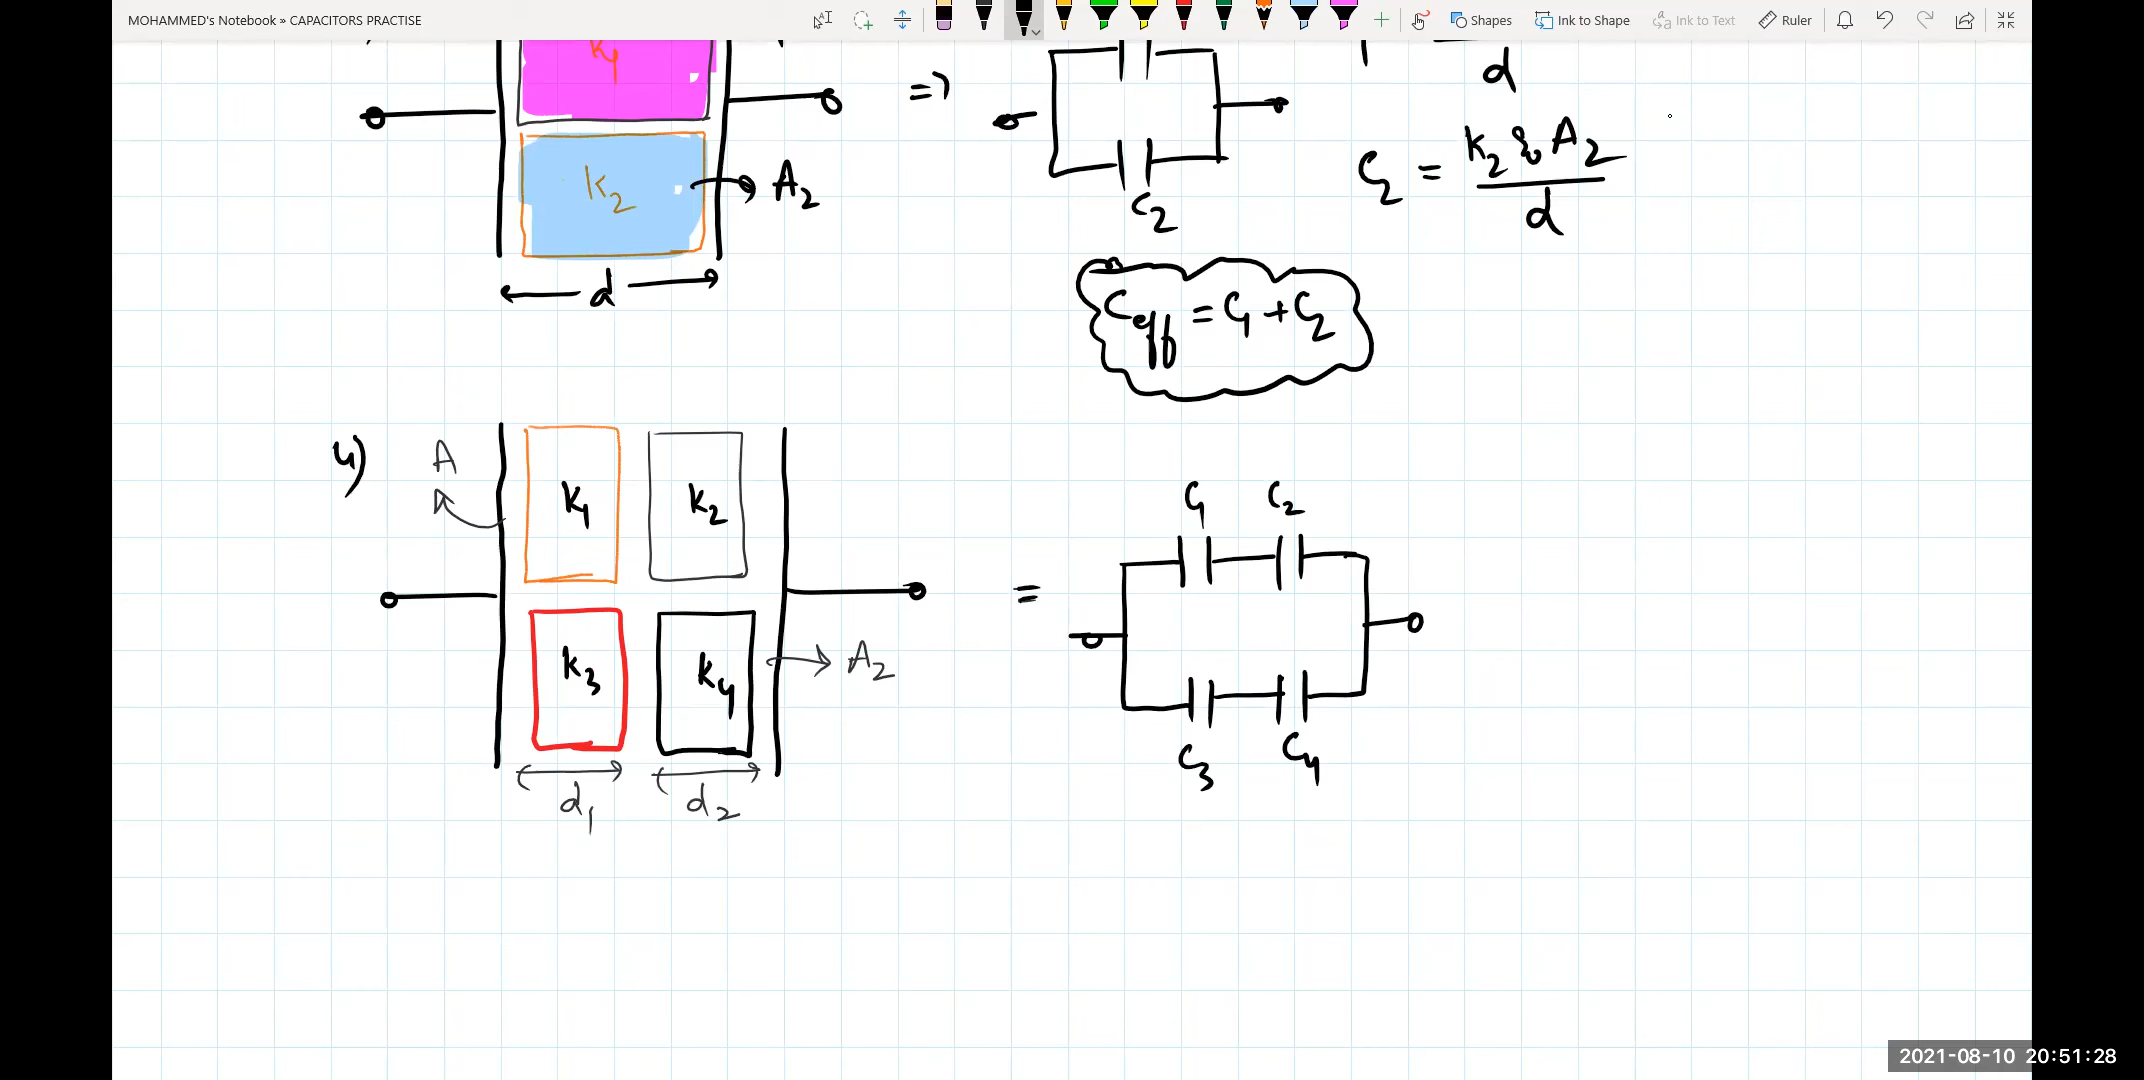 MOHAMMED's Notebook » CAPACITORS PRACTISE
Shapes
Ink to Shape
Ink to Text
Ruler
K1
=>
d
K2
A2
C2
C2 = K2 ε0 A2 / d
d
Ceff = C1 + C2
4)
A
K1
K2
C1
C2
=
K3
K4
A2
C3
C4
d1
d2
2021-08-10 20:51:28